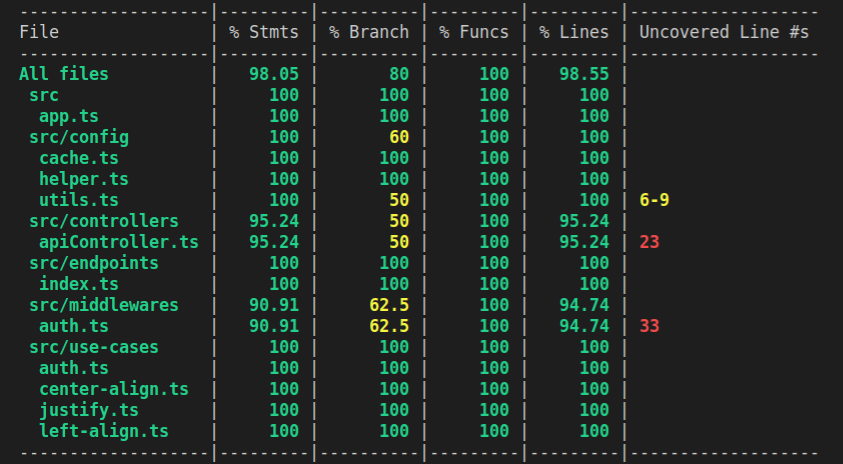 --------------------|---------|----------|---------|---------|-------------------
File                | % Stmts | % Branch | % Funcs | % Lines | Uncovered Line #s
--------------------|---------|----------|---------|---------|-------------------
All files           |   98.05 |       80 |     100 |   98.55 |
 src                |     100 |      100 |     100 |     100 |
  app.ts            |     100 |      100 |     100 |     100 |
 src/config         |     100 |       60 |     100 |     100 |
  cache.ts          |     100 |      100 |     100 |     100 |
  helper.ts         |     100 |      100 |     100 |     100 |
  utils.ts          |     100 |       50 |     100 |     100 | 6-9
 src/controllers    |   95.24 |       50 |     100 |   95.24 |
  apiController.ts  |   95.24 |       50 |     100 |   95.24 | 23
 src/endpoints      |     100 |      100 |     100 |     100 |
  index.ts          |     100 |      100 |     100 |     100 |
 src/middlewares    |   90.91 |     62.5 |     100 |   94.74 |
  auth.ts           |   90.91 |     62.5 |     100 |   94.74 | 33
 src/use-cases      |     100 |      100 |     100 |     100 |
  auth.ts           |     100 |      100 |     100 |     100 |
  center-align.ts   |     100 |      100 |     100 |     100 |
  justify.ts        |     100 |      100 |     100 |     100 |
  left-align.ts     |     100 |      100 |     100 |     100 |
--------------------|---------|----------|---------|---------|-------------------